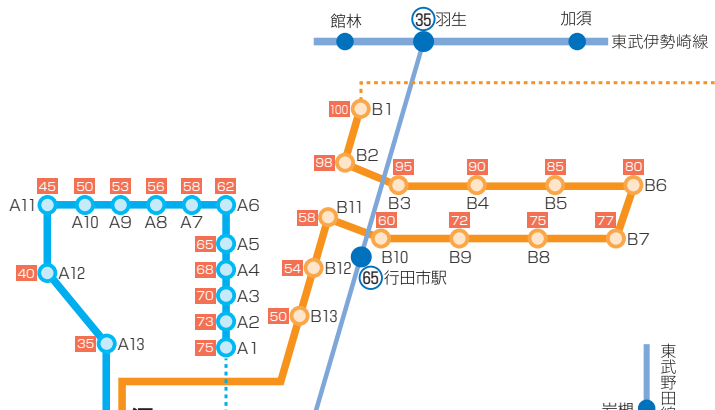 館林
35 羽生
加須
東武伊勢崎線
100 B1
98 B2
95 90 85 80
B3 B4 B5 B6
45 50 53 56 58 62
A11 A10 A9 A8 A7 A6
58 B11
60 72 75 77
B10 B9 B8 B7
65 A5
40 A12
68 A4
54 B12
65 行田市駅
70 A3
73 A2
50 B13
35 A13
75 A1
東武野田線
岩槻